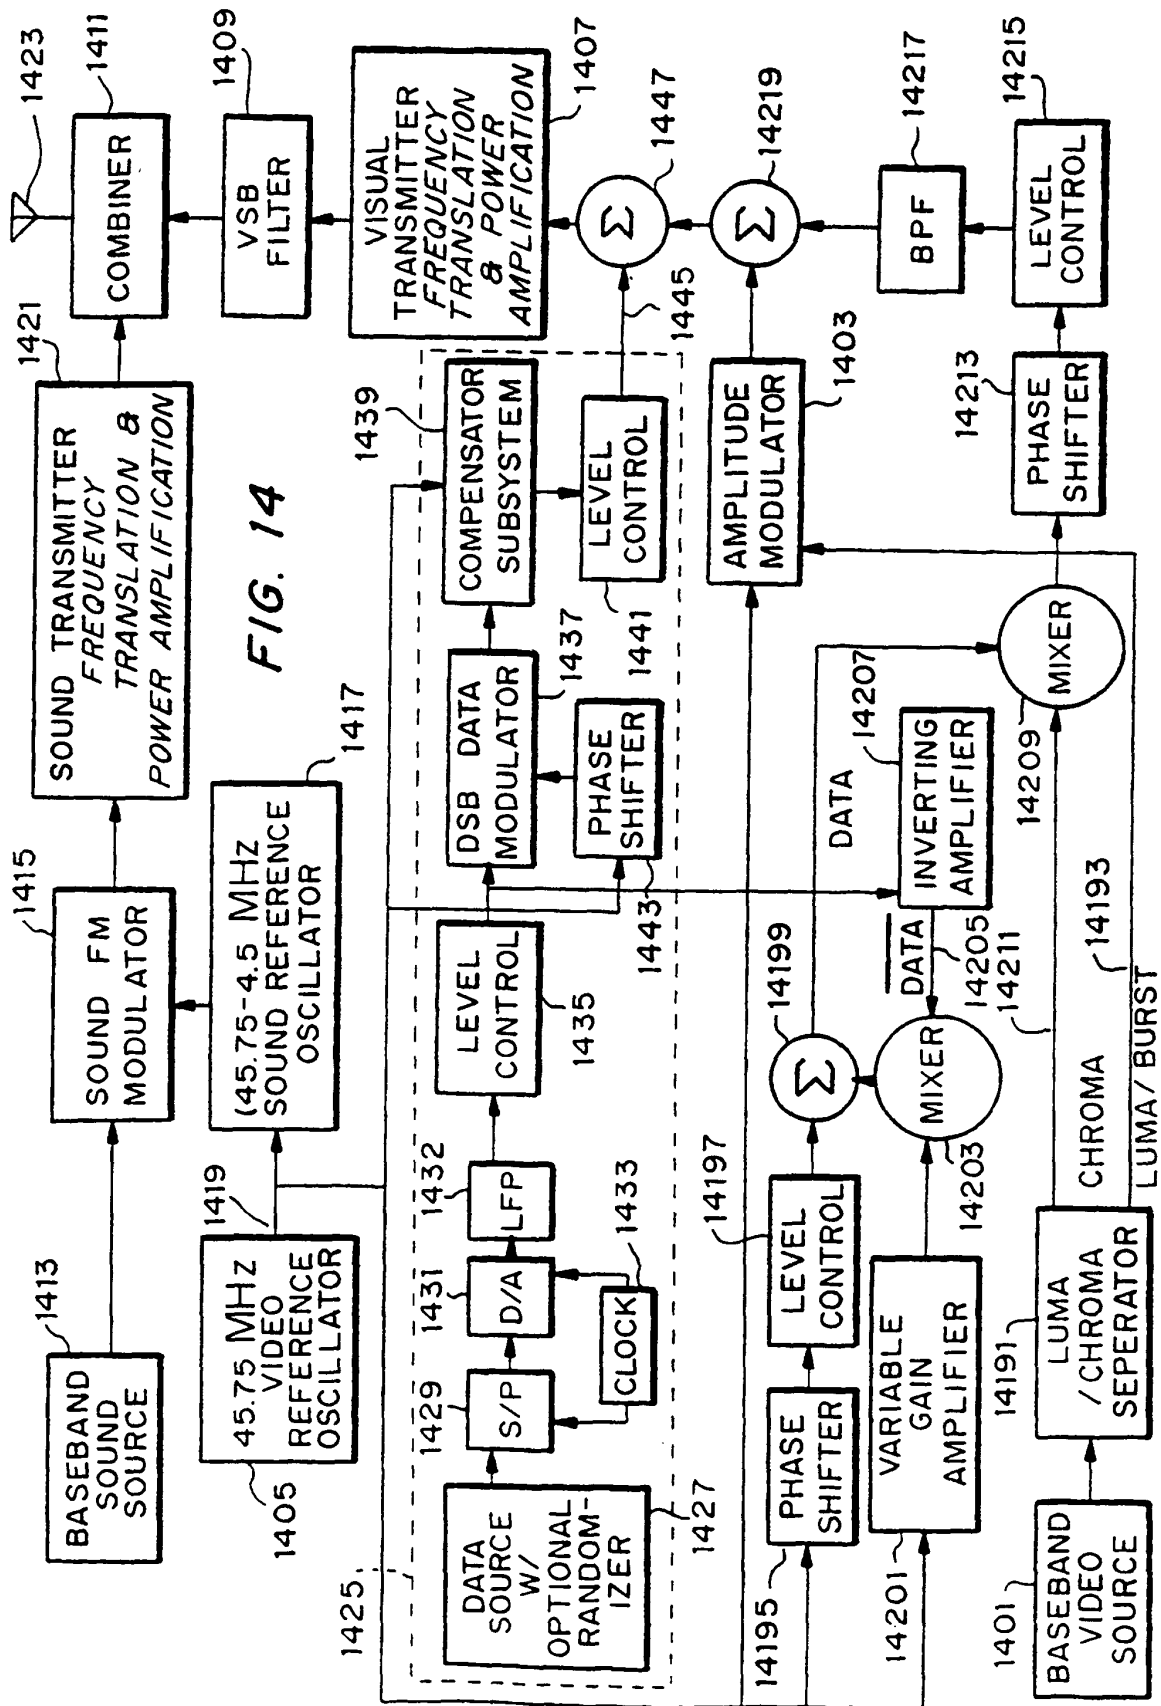 1423
1411
COMBINER
1409
VSB
FILTER
1407
VISUAL
TRANSMITTER
FREQUENCY
TRANSLATION
& POWER
AMPLIFICATION
1447
Σ
14219
Σ
14217
BPF
14215
LEVEL
CONTROL
1421
SOUND TRANSMITTER
FREQUENCY
TRANSLATION &
POWER AMPLIFICATION
FIG. 14
1439
COMPENSATOR
SUBSYSTEM
LEVEL
CONTROL
1441
1445
AMPLITUDE
MODULATOR
1403
14213
PHASE
SHIFTER
1415
SOUND FM
MODULATOR
1417
(45.75-4.5 MHz
SOUND REFERENCE
OSCILLATOR
1437
DSB DATA
MODULATOR
PHASE
SHIFTER
1443
LEVEL
CONTROL
1435
DATA
14207
INVERTING
AMPLIFIER
DATA
14205
14211
14209
MIXER
14193
14199
Σ
MIXER
14203
CHROMA
LUMA/ BURST
1413
BASEBAND
SOUND
SOURCE
1419
45.75 MHz
VIDEO
REFERENCE
OSCILLATOR
1405
1425
DATA
SOURCE
W/
OPTIONAL
RANDOM-
IZER
1427
1429
S/P
1431
D/A
1432
LFP
1433
CLOCK
14195
PHASE
SHIFTER
14197
LEVEL
CONTROL
14201
VARIABLE
GAIN
AMPLIFIER
1401
BASEBAND
VIDEO
SOURCE
14191
LUMA
/CHROMA
SEPERATOR